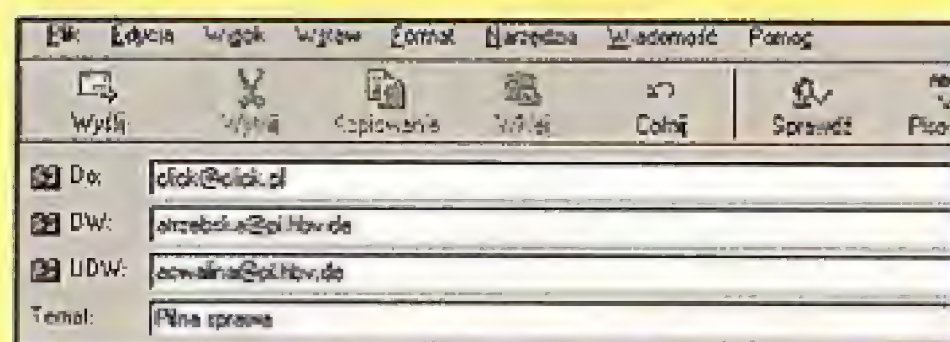 Plik Edycja Widok Wstaw Format Narzędzia Wiadomość Pomoc
Wyślij Wytnij Kopiowanie Wklej Cofnij Sprawdź
Do: click@click.pl
DW:
UDW:
Temat: Pilna sprawa